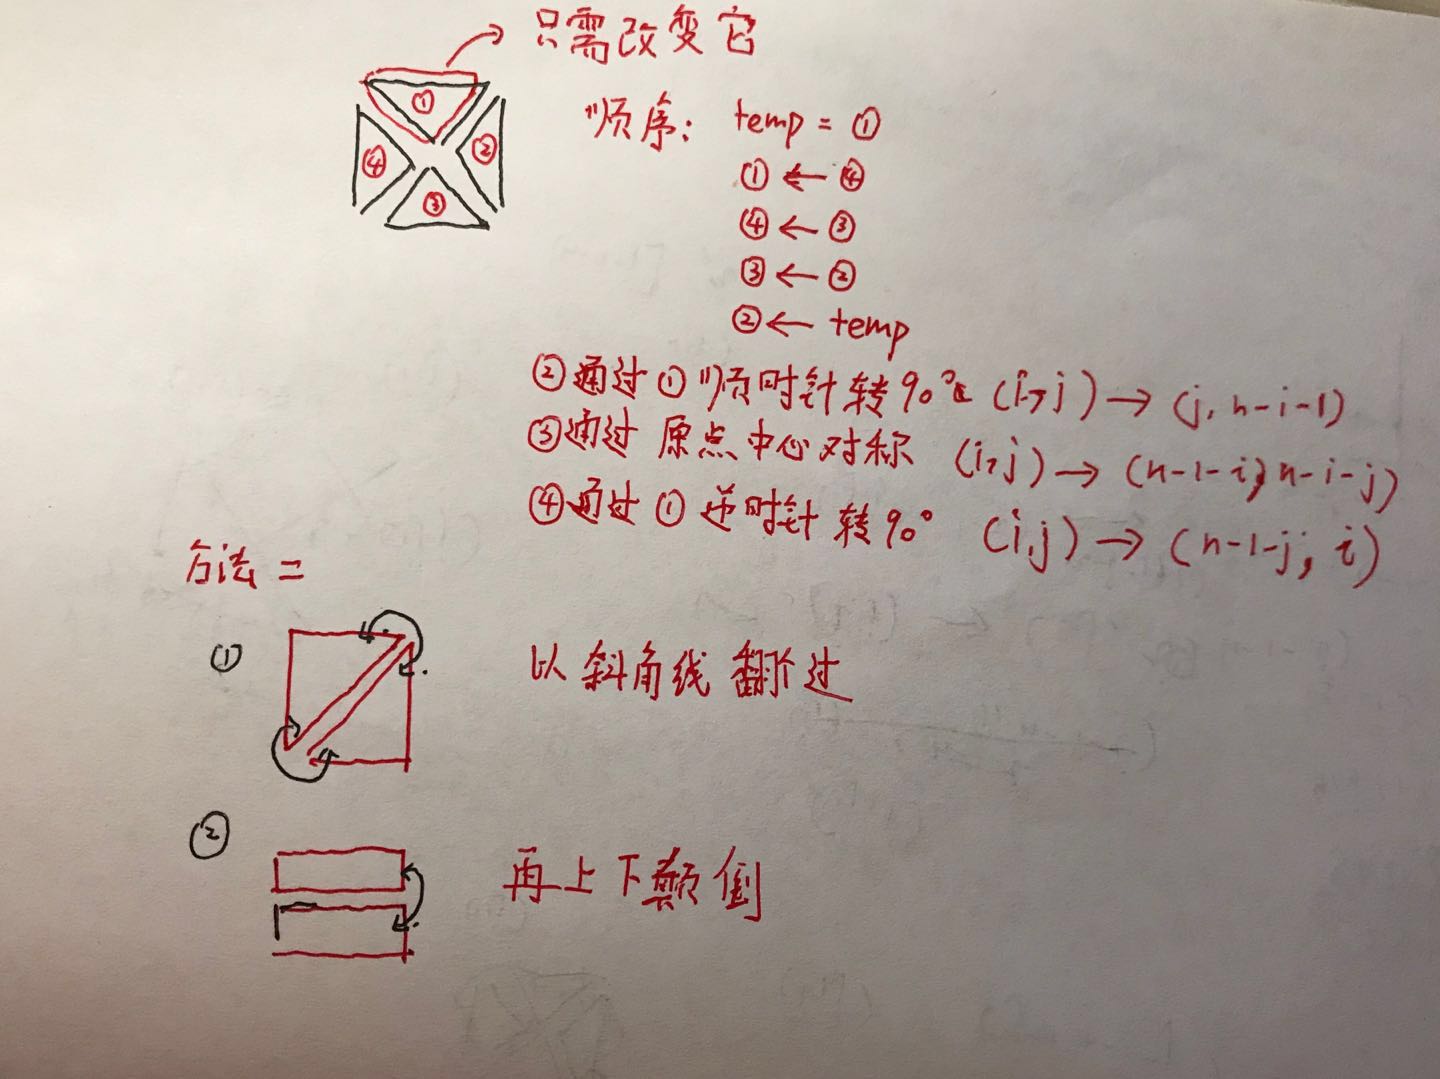 只需改变它
① ② ③ ④
顺序: temp = ①
① ← ④
④ ← ③
③ ← ②
② ← temp
②通过①顺时针转90° (i,j) → (j, n-i-1)
③通过 原点中心对称 (i,j) → (n-1-i, n-i-j)
④通过①逆时针转90° (i,j) → (n-1-j, i)
方法二
① 以斜角线翻过
② 再上下颠倒